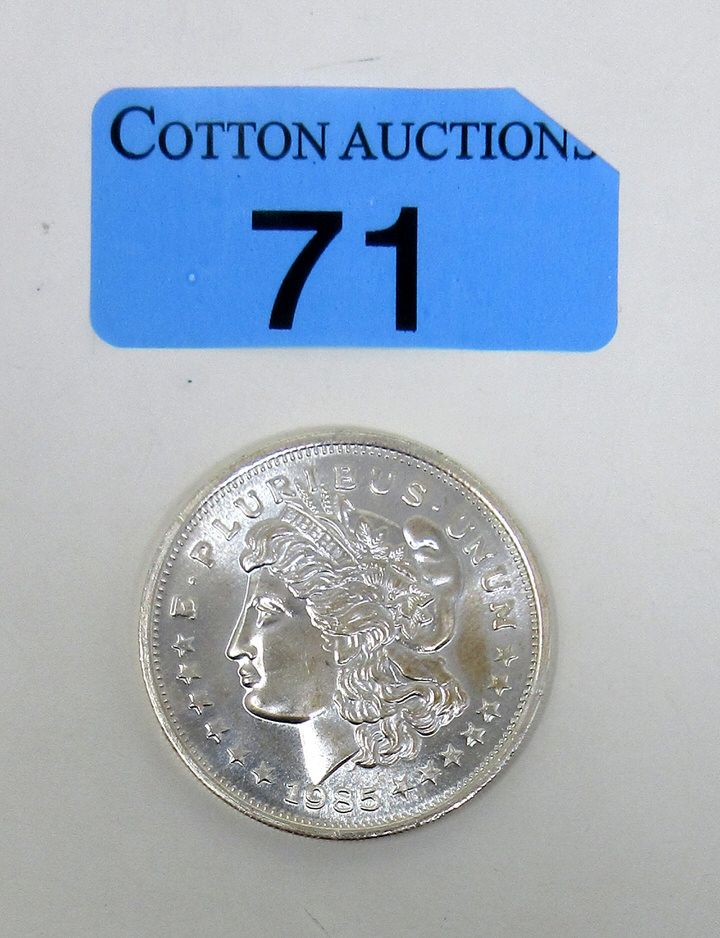 COTTON AUCTIONS
71
E·PLURIBUS·UNUM
LIBERTY
1985